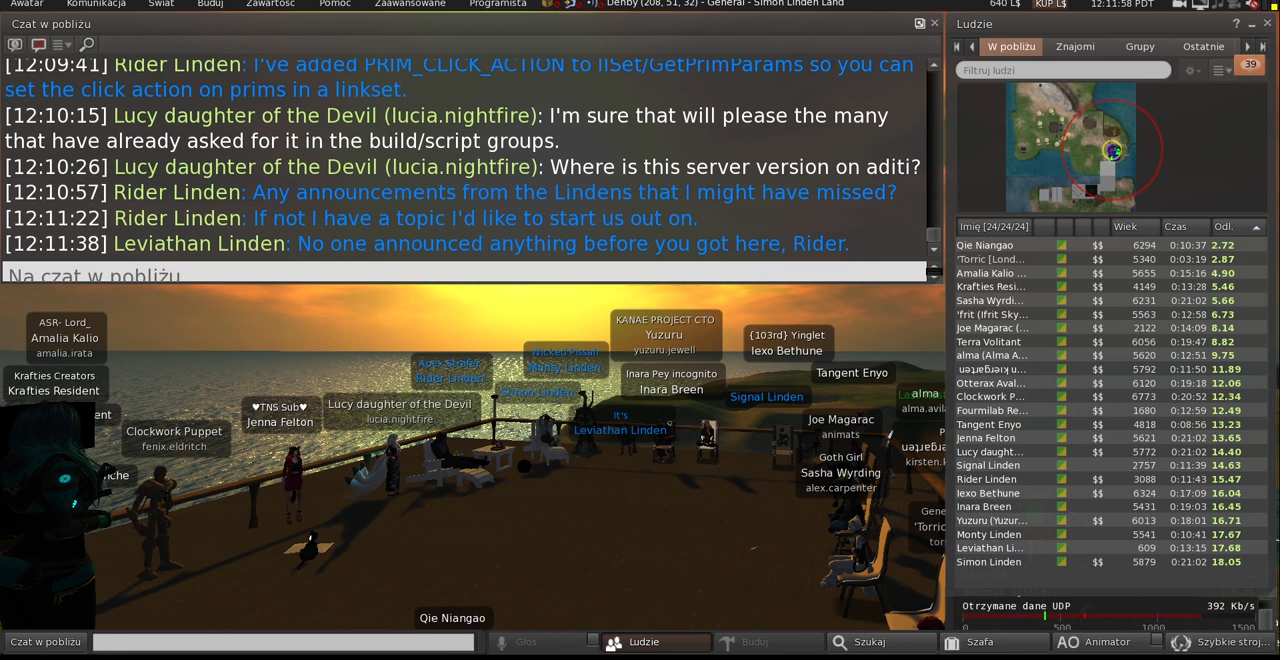 Awatar Komunikacja Świat Buduj Zawartość Pomoc Zaawansowane Programista Denby (208, 51, 32) - General - Simon Linden Land 640 L$ KUP L$ 12:11:58 PDT
Czat w pobliżu
[12:09:41] Rider Linden: I've added PRIM_CLICK_ACTION to llSet/GetPrimParams so you can
set the click action on prims in a linkset.
[12:10:15] Lucy daughter of the Devil (lucia.nightfire): I'm sure that will please the many
that have already asked for it in the build/script groups.
[12:10:26] Lucy daughter of the Devil (lucia.nightfire): Where is this server version on aditi?
[12:10:57] Rider Linden: Any announcements from the Lindens that I might have missed?
[12:11:22] Rider Linden: If not I have a topic I'd like to start us out on.
[12:11:38] Leviathan Linden: No one announced anything before you got here, Rider.
Na czat w pobliżu
ASR- Lord_
Amalia Kalio
amalia.irata
Krafties Creators
Krafties Resident
ent
Clockwork Puppet
fenix.eldritch
iche
♥TNS Sub♥
Jenna Felton
Lucy daughter of the Devil
lucia.nightfire
Apex Strafer
Rider Linden
Wicked Pissah
Monty Linden
Simon Linden
KANAE PROJECT CTO
Yuzuru
yuzuru.jewell
Inara Pey incognito
Inara Breen
It's
Leviathan Linden
{103rd} Yinglet
Iexo Bethune
Tangent Enyo
Signal Linden
alma
alma.avila
Joe Magarac
animats
Goth Girl
Sasha Wyrding
alex.carpenter
kirsten.k
Gene
'Torric
tor
Qie Niangao
Ludzie
W pobliżu Znajomi Grupy Ostatnie
Filtruj ludzi
39
Imię [24/24/24] Wiek Czas Odl.
Qie Niangao $$ 6294 0:10:37 2.72
'Torric [Lond... $$ 5340 0:03:19 2.87
Amalia Kalio ... $$ 5655 0:15:16 4.90
Krafties Resi... $$ 4149 0:13:28 5.46
Sasha Wyrdi... $$ 6231 0:21:02 5.66
'frit (Ifrit Sky... $$ 5563 0:12:58 6.73
Joe Magarac (... $$ 2122 0:14:09 8.14
Terra Volitant $$ 6056 0:19:47 8.82
alma (Alma A... $$ 5620 0:12:51 9.75
$$ 5792 0:11:50 11.89
Otterax Aval... $$ 6120 0:19:18 12.06
Clockwork P... $$ 6773 0:20:52 12.34
Fourmilab Re... $$ 1680 0:12:59 12.49
Tangent Enyo $$ 4818 0:08:56 13.23
Jenna Felton $$ 5621 0:21:02 13.65
Lucy daught... $$ 5772 0:21:02 14.40
Signal Linden 2757 0:11:39 14.63
Rider Linden $$ 3088 0:11:43 15.47
Iexo Bethune $$ 6324 0:17:09 16.04
Inara Breen 5431 0:19:03 16.45
Yuzuru (Yuzur... $$ 6013 0:18:01 16.71
Monty Linden 5541 0:10:41 17.67
Leviathan Li... 609 0:13:15 17.68
Simon Linden $$ 5879 0:21:02 18.05
Otrzymane dane UDP 392 Kb/s
0 500 1000 1500
Czat w pobliżu Głos Ludzie Buduj Szukaj Szafa AO Animator Szybkie stroj...